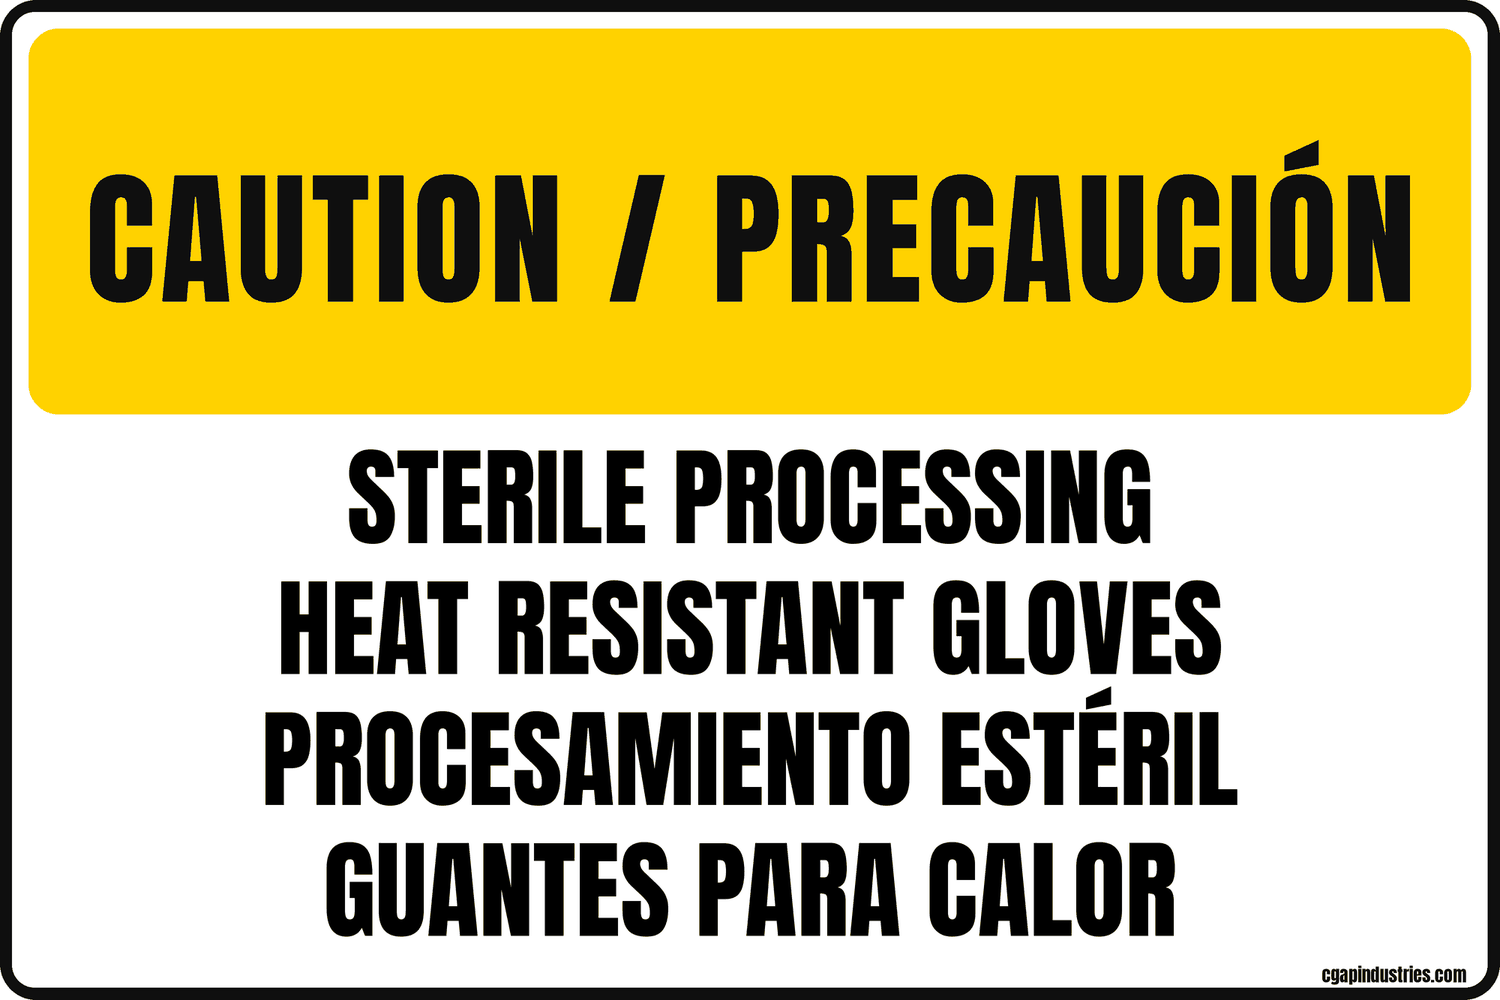 CAUTION / PRECAUCIÓN
STERILE PROCESSING
HEAT RESISTANT GLOVES
PROCESAMIENTO ESTÉRIL
GUANTES PARA CALOR
cgapindustries.com